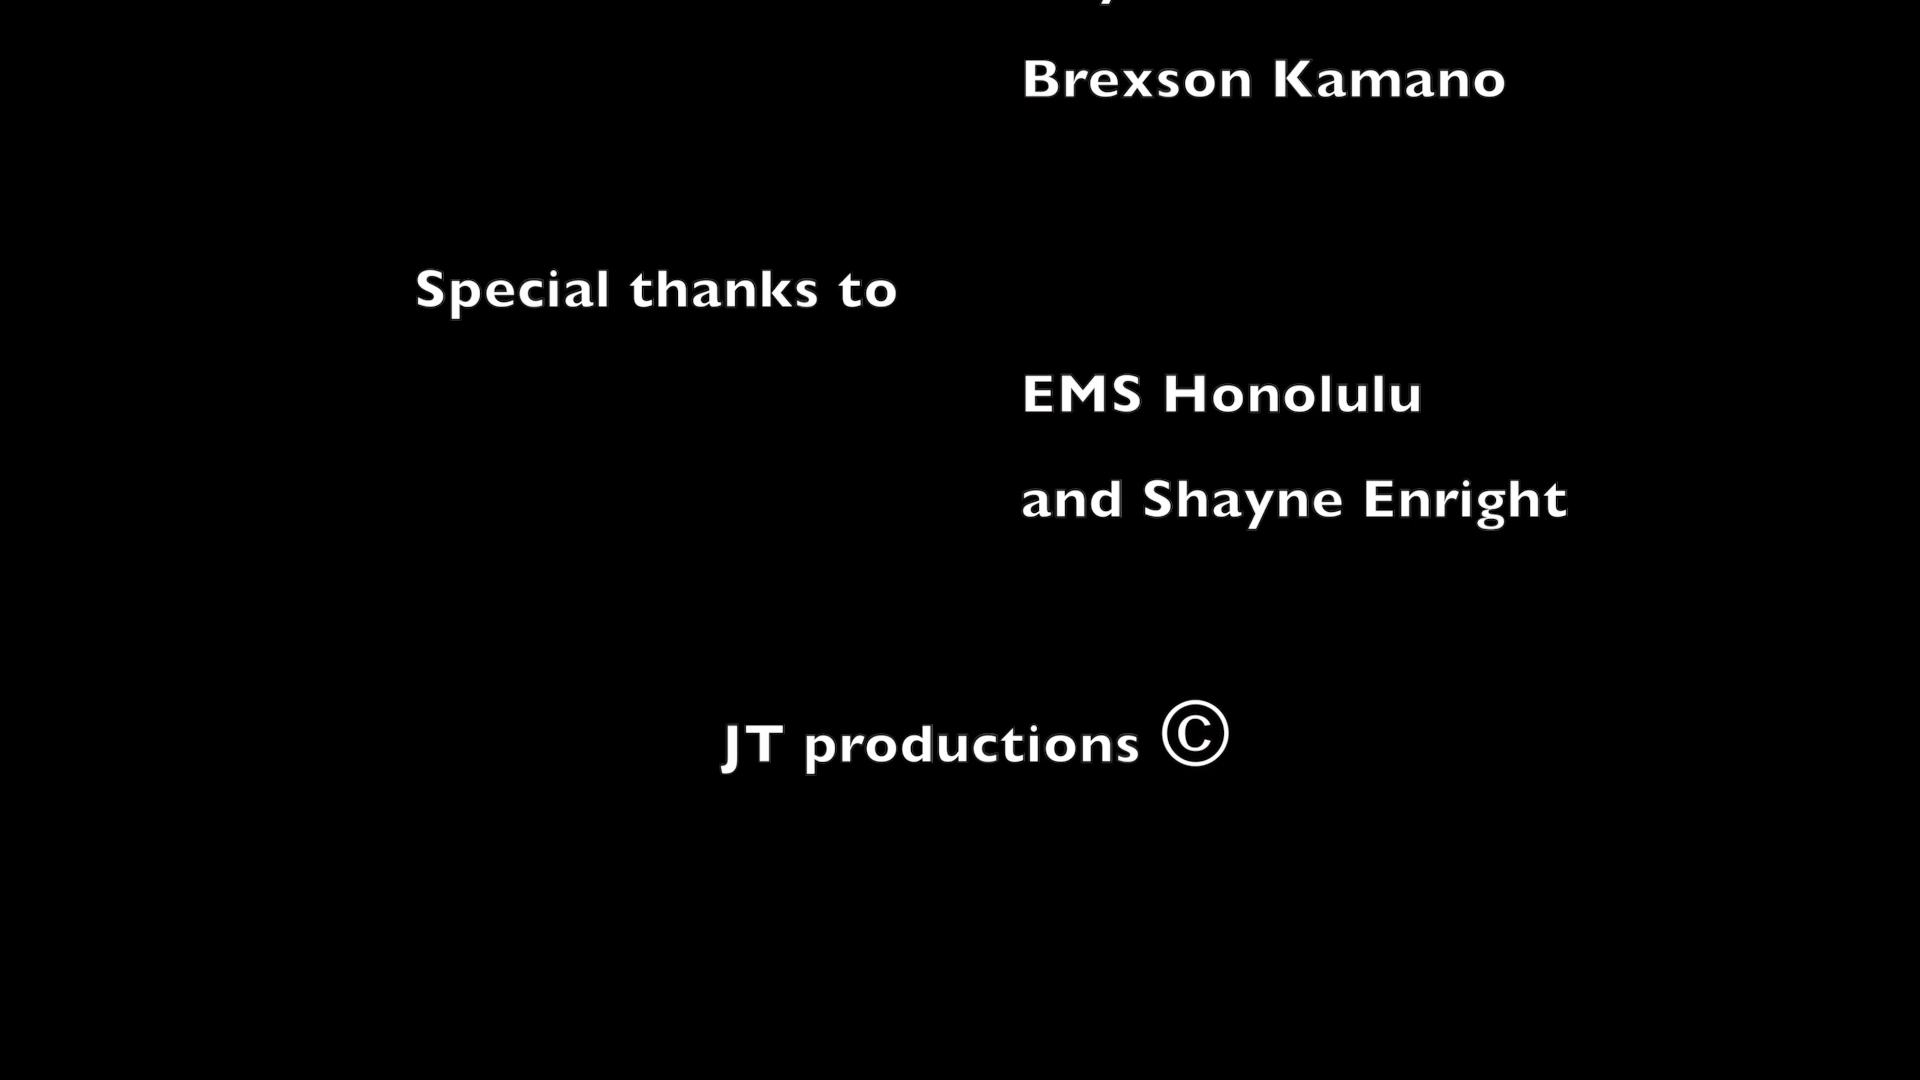 Brexson Kamano
Special thanks to
EMS Honolulu
and Shayne Enright
JT productions ©